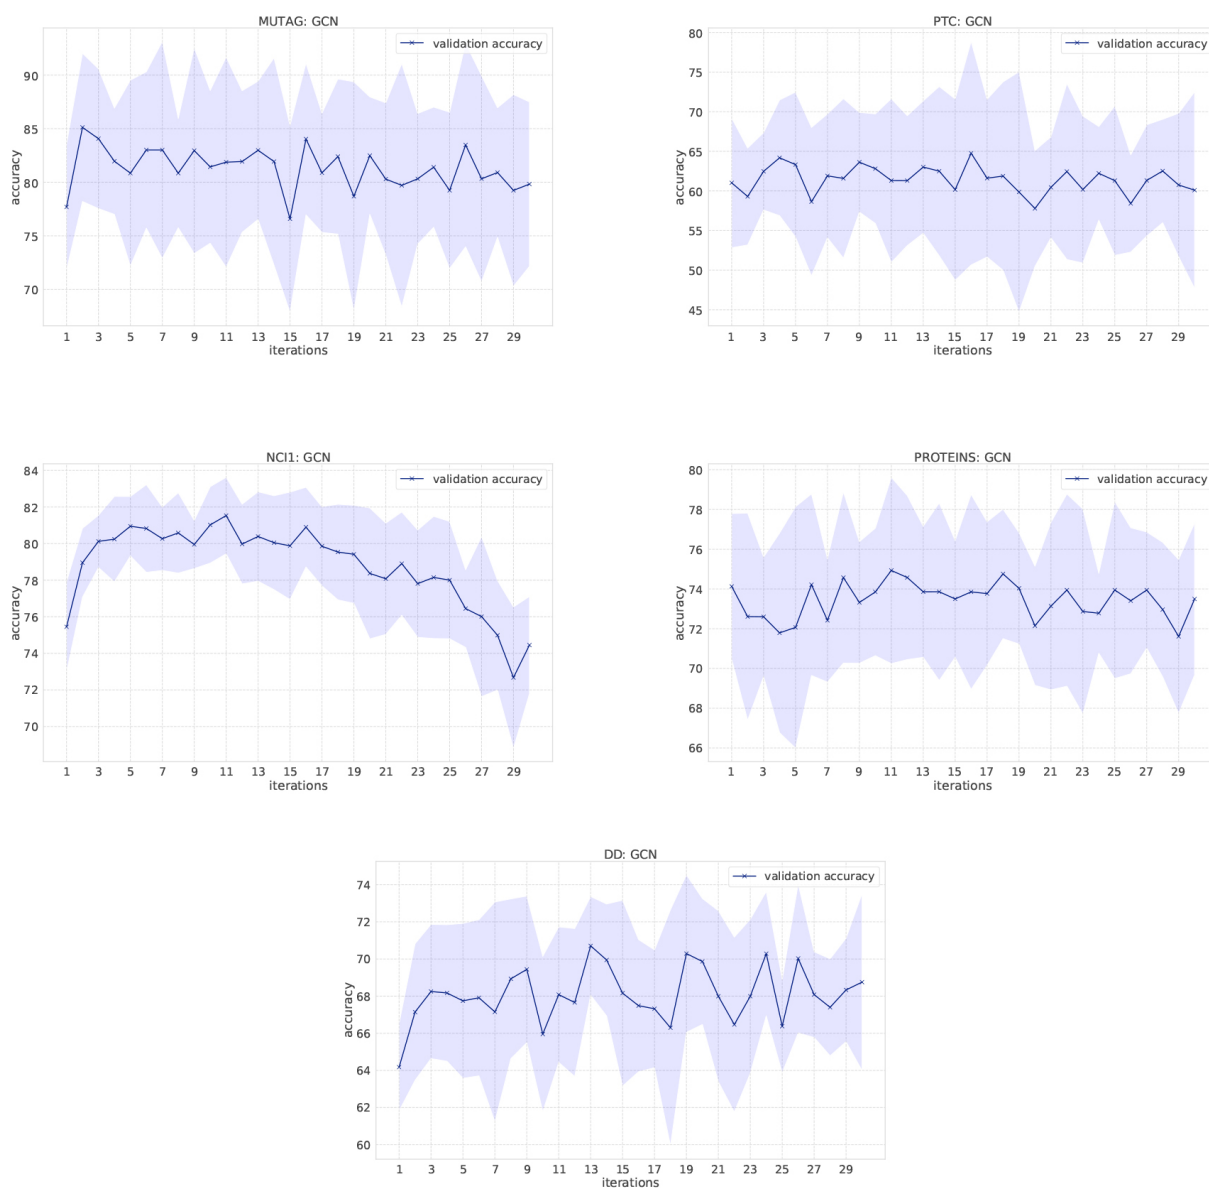 MUTAG: GCN
validation accuracy
90
85
80
75
70
accuracy
1 3 5 7 9 11 13 15 17 19 21 23 25 27 29
iterations
PTC: GCN
validation accuracy
80
75
70
65
60
55
50
45
accuracy
1 3 5 7 9 11 13 15 17 19 21 23 25 27 29
iterations
NCI1: GCN
validation accuracy
84
82
80
78
76
74
72
70
accuracy
1 3 5 7 9 11 13 15 17 19 21 23 25 27 29
iterations
PROTEINS: GCN
validation accuracy
80
78
76
74
72
70
68
66
accuracy
1 3 5 7 9 11 13 15 17 19 21 23 25 27 29
iterations
DD: GCN
validation accuracy
74
72
70
68
66
64
62
60
accuracy
1 3 5 7 9 11 13 15 17 19 21 23 25 27 29
iterations